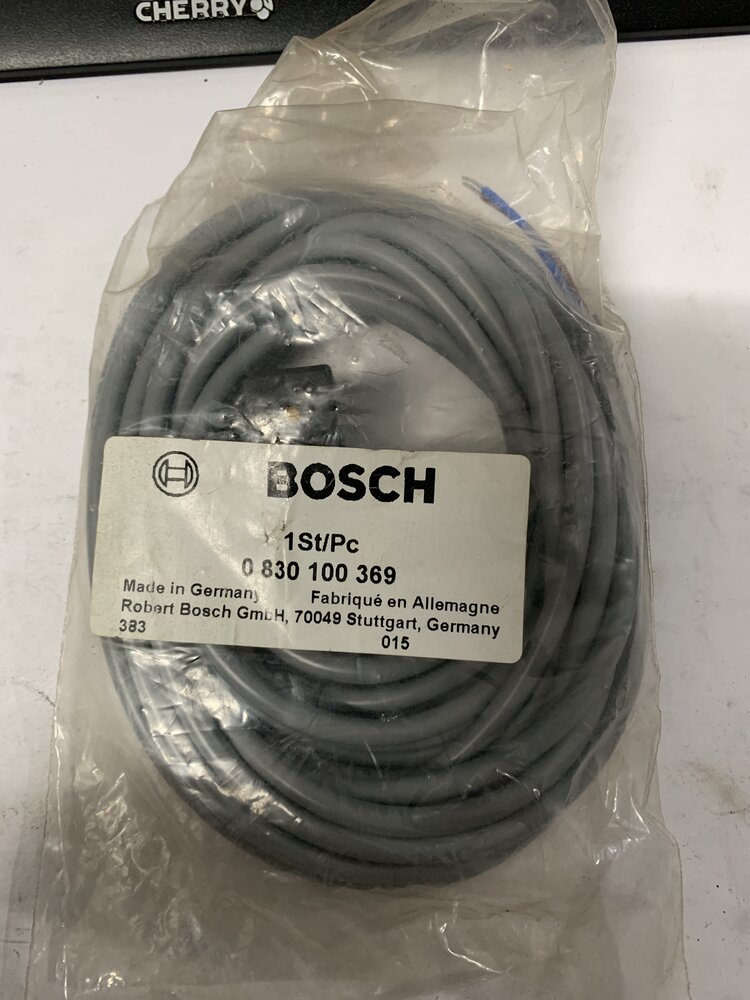 CHERRY
BOSCH
1St/Pc
0 830 100 369
Made in Germany Fabriqué en Allemagne
Robert Bosch GmbH, 70049 Stuttgart, Germany
383 015